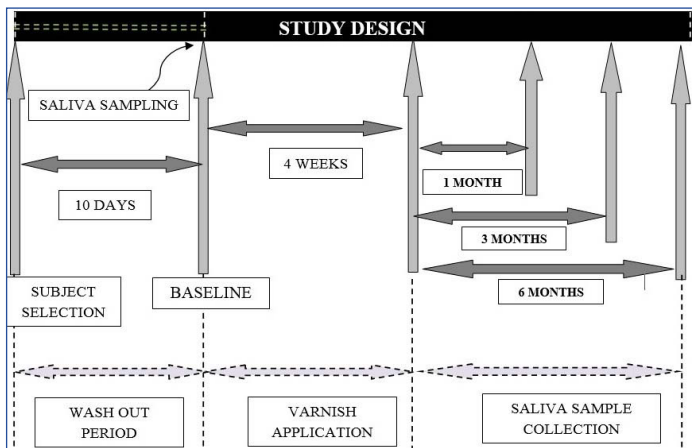 STUDY DESIGN
SALIVA SAMPLING
4 WEEKS
1 MONTH
10 DAYS
3 MONTHS
6 MONTHS
SUBJECT
SELECTION
BASELINE
WASH OUT
PERIOD
VARNISH
APPLICATION
SALIVA SAMPLE
COLLECTION